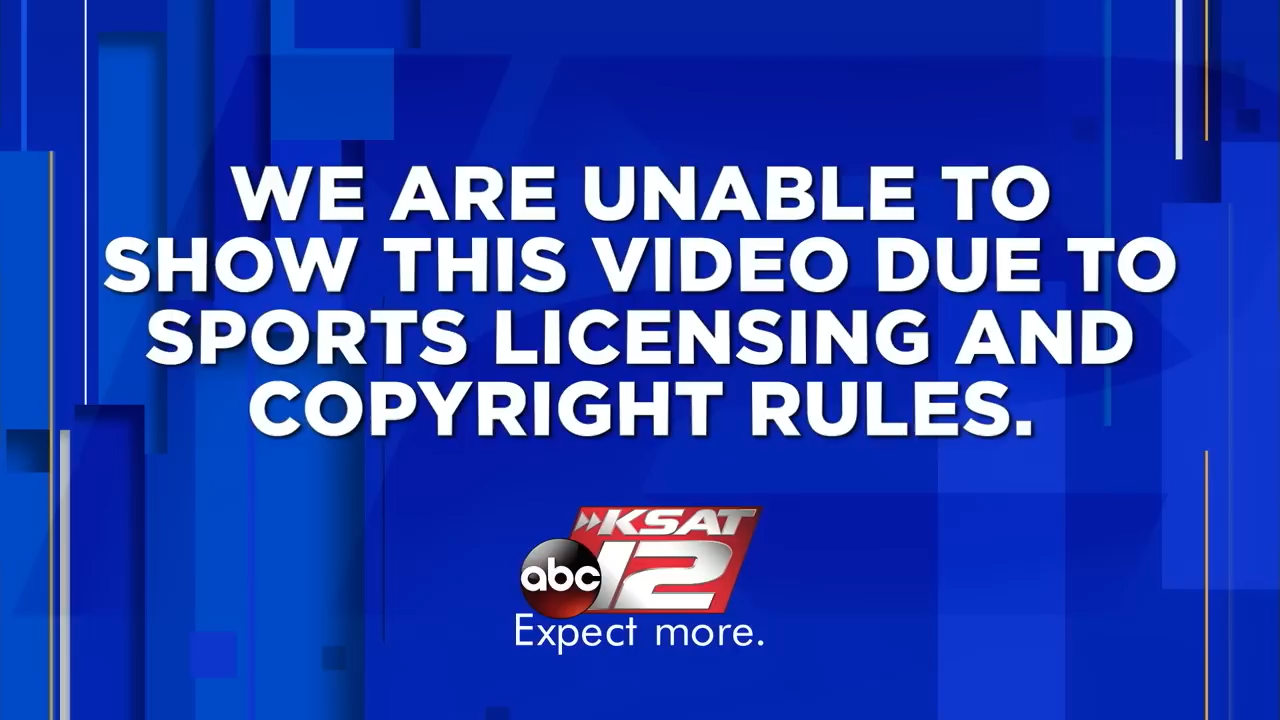 WE ARE UNABLE TO
SHOW THIS VIDEO DUE TO
SPORTS LICENSING AND
COPYRIGHT RULES.
KSAT
abc 12
Expect more.